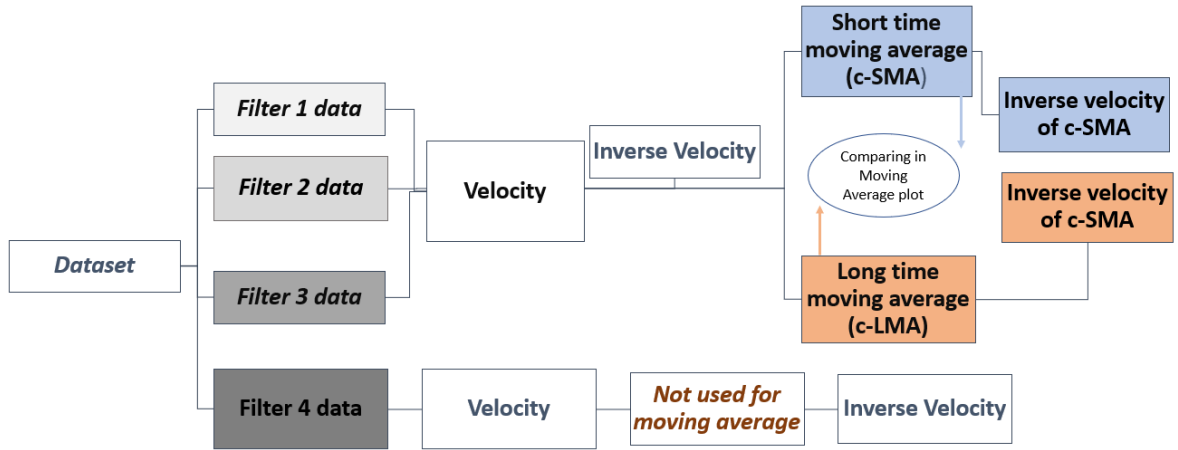 Short time
moving average
(c-SMA)
Filter 1 data
Inverse velocity
of c-SMA
Inverse Velocity
Comparing in
Moving
Average plot
Filter 2 data
Velocity
Inverse velocity
of c-SMA
Dataset
Filter 3 data
Long time
moving average
(c-LMA)
Filter 4 data
Velocity
Not used for
moving average
Inverse Velocity